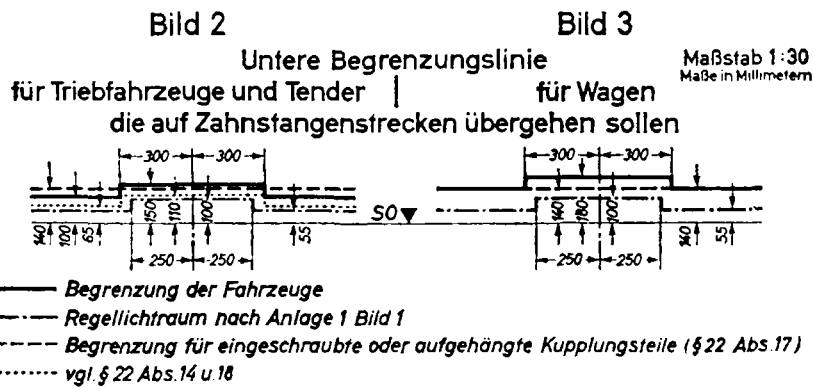 Bild 2 Bild 3
Untere Begrenzungslinie Maßstab 1:30
Maße in Millimetern
für Triebfahrzeuge und Tender | für Wagen
die auf Zahnstangenstrecken übergehen sollen
300 300 300 300
140 100 65 150 110 100 55 SO 140 180 100 140 55
250 250 250 250
Begrenzung der Fahrzeuge
Regellichtraum nach Anlage 1 Bild 1
Begrenzung für eingeschraubte oder aufgehängte Kupplungsteile (§ 22 Abs.17)
vgl. § 22 Abs.14 u.18